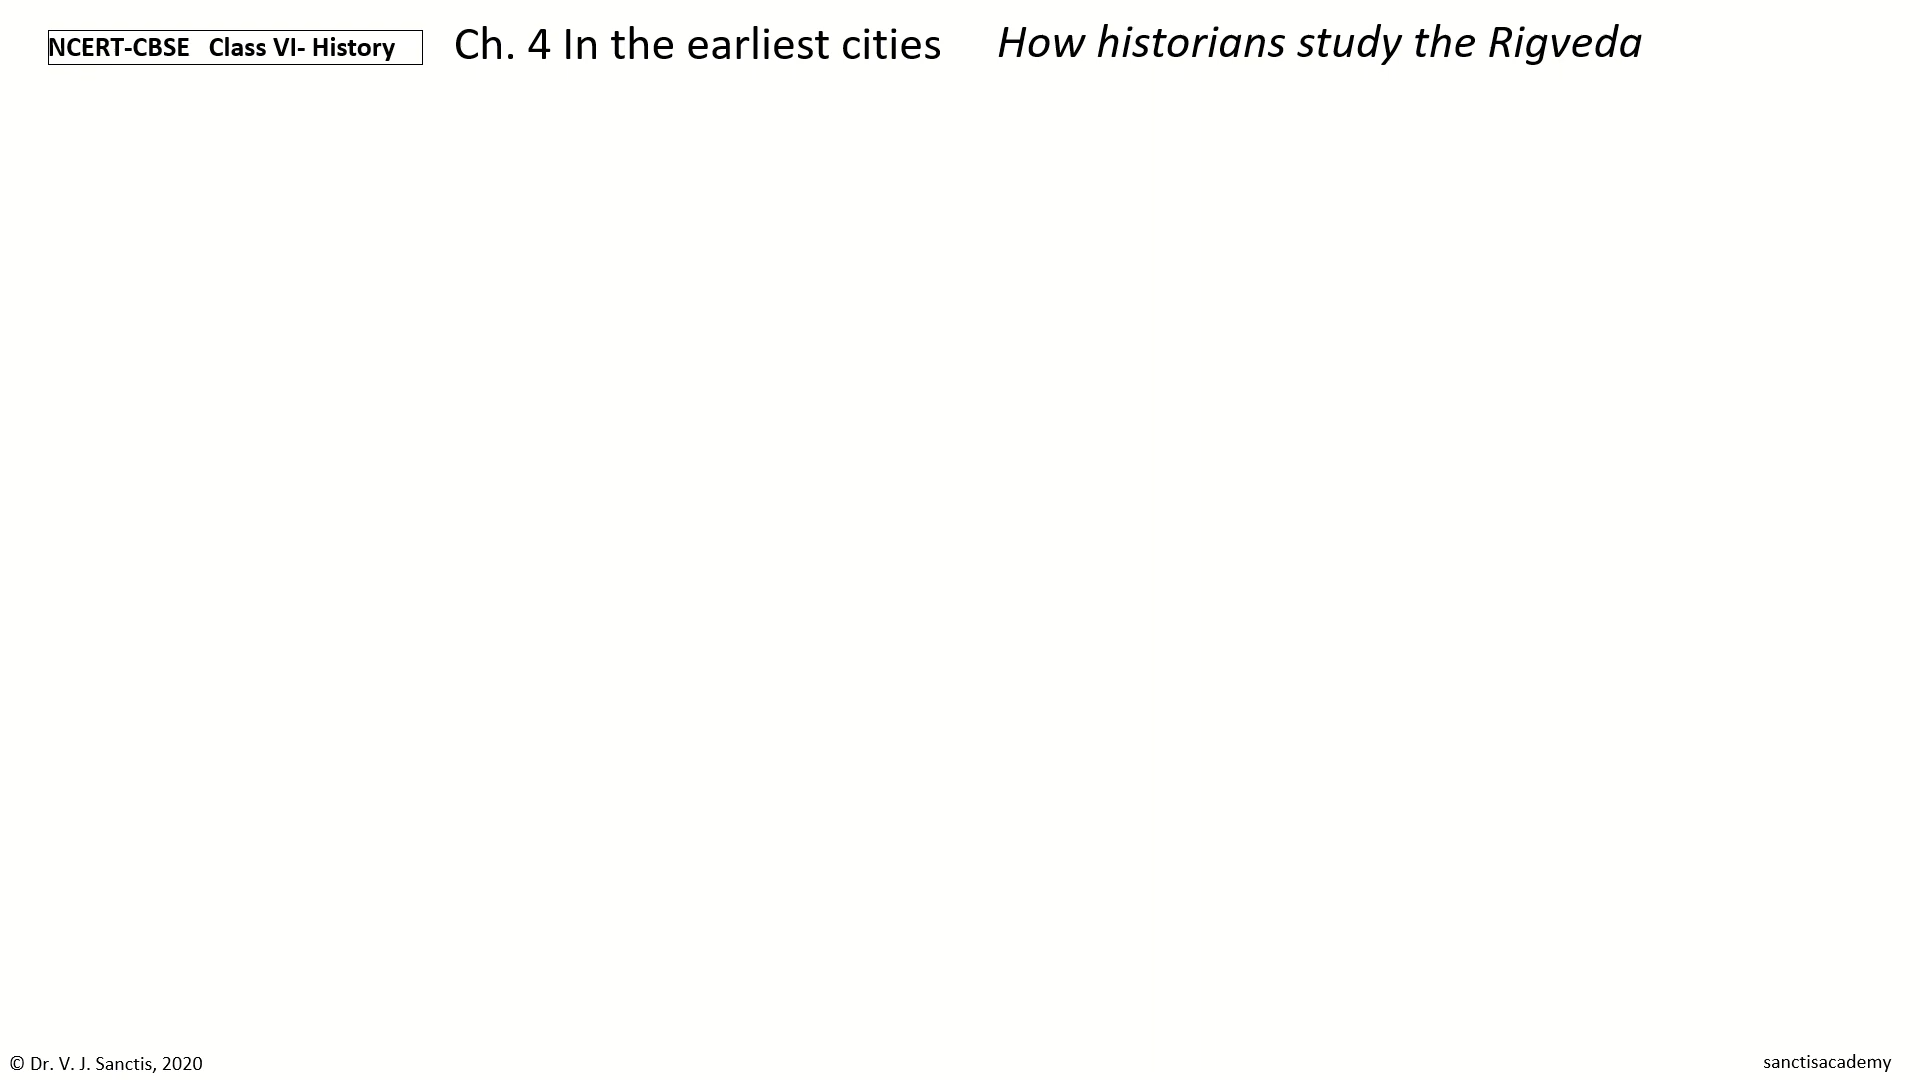 NCERT-CBSE Class VI- History
Ch. 4 In the earliest cities
How historians study the Rigveda
© Dr. V. J. Sanctis, 2020
sanctisacademy